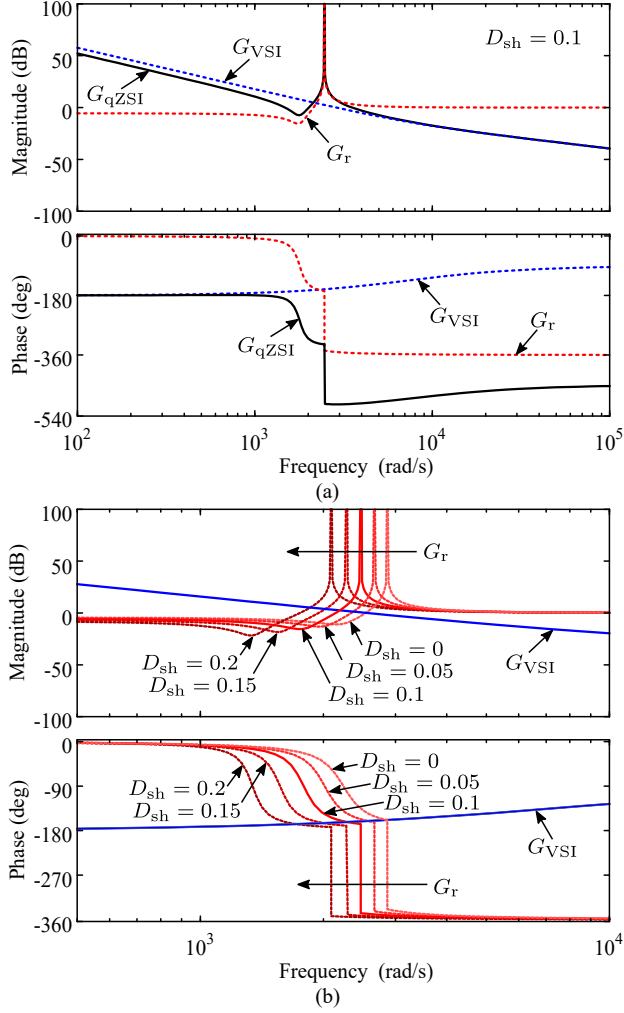 100
50
0
-50
-100
Magnitude (dB)
G_VSI
G_qZSI
G_r
D_sh = 0.1
0
-180
-360
-540
Phase (deg)
G_VSI
G_r
G_qZSI
10^2 10^3 10^4 10^5
Frequency (rad/s)
(a)
100
50
0
-50
-100
Magnitude (dB)
G_r
D_sh = 0.2
D_sh = 0.15
D_sh = 0
D_sh = 0.05
D_sh = 0.1
G_VSI
0
-90
-180
-270
-360
Phase (deg)
D_sh = 0
D_sh = 0.2
D_sh = 0.05
D_sh = 0.15
D_sh = 0.1
G_VSI
G_r
10^3 10^4
Frequency (rad/s)
(b)